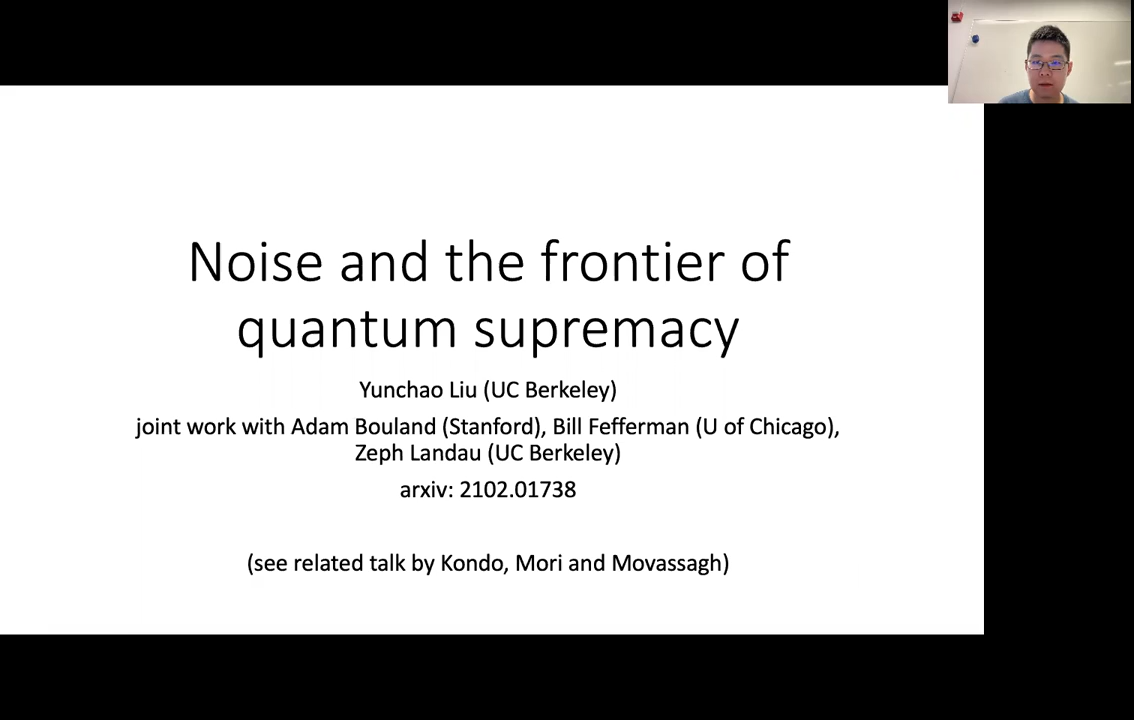 Noise and the frontier of
quantum supremacy
Yunchao Liu (UC Berkeley)
joint work with Adam Bouland (Stanford), Bill Fefferman (U of Chicago),
Zeph Landau (UC Berkeley)
arxiv: 2102.01738
(see related talk by Kondo, Mori and Movassagh)